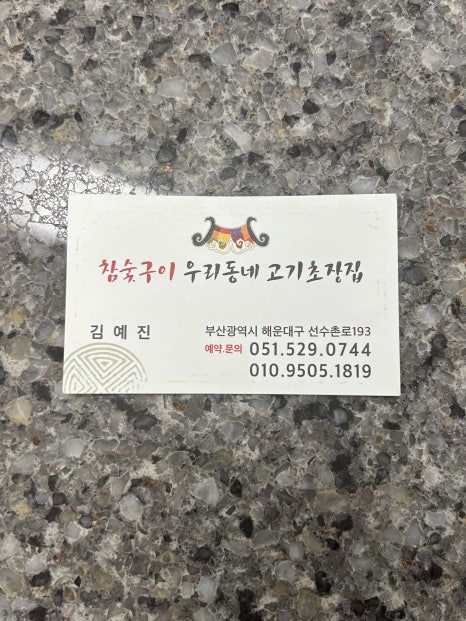 참숯구이 우리동네 고기초장집
김예진
부산광역시 해운대구 선수촌로193
예약.문의 051.529.0744
010.9505.1819